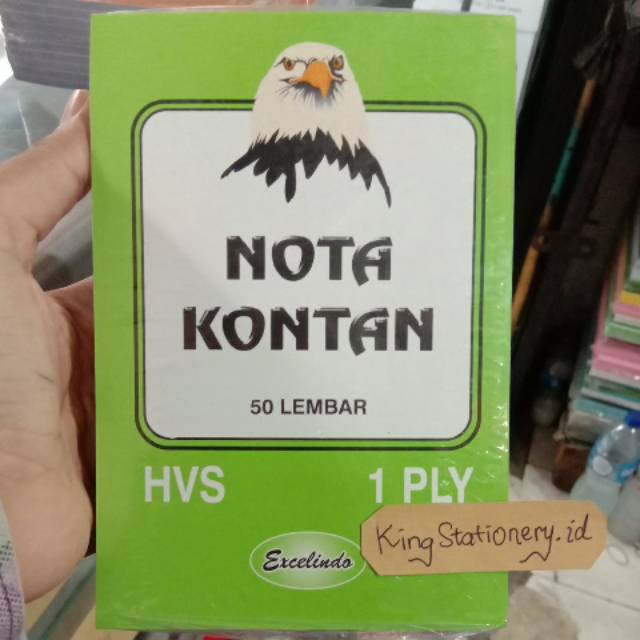 NOTA
KONTAN
50 LEMBAR
HVS
1 PLY
Excelindo
KingStationery.id